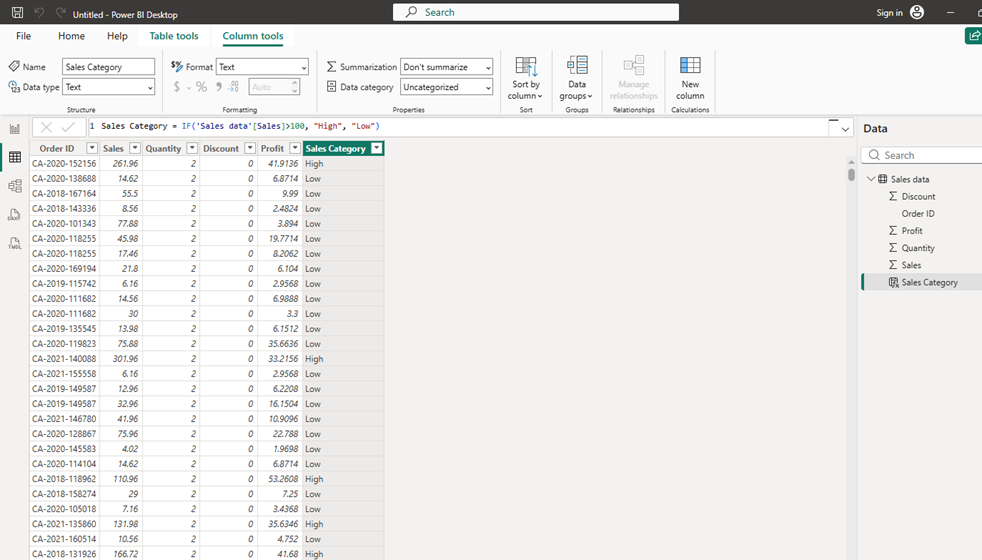 Untitled - Power BI Desktop
Search
Sign in
File Home Help Table tools Column tools
Name Sales Category
Data type Text
Structure
$% Format Text
$ % 9 Auto
Formatting
Summarization Don't summarize
Data category Uncategorized
Properties
Sort by
column
Sort
Data
groups
Groups
Manage
relationships
Relationships
New
column
Calculations
1 Sales Category = IF('Sales data'[Sales]>100, "High", "Low")
Order ID Sales Quantity Discount Profit Sales Category
CA-2020-152156 261.96 2 0 41.9136 High
CA-2020-138688 14.62 2 0 6.8714 Low
CA-2018-167164 55.5 2 0 9.99 Low
CA-2018-143336 8.56 2 0 2.4824 Low
CA-2020-101343 77.88 2 0 3.894 Low
CA-2020-118255 45.98 2 0 19.7714 Low
CA-2020-118255 17.46 2 0 8.2062 Low
CA-2020-169194 21.8 2 0 6.104 Low
CA-2019-115742 6.16 2 0 2.9568 Low
CA-2020-111682 14.56 2 0 6.9888 Low
CA-2020-111682 30 2 0 3.3 Low
CA-2019-135545 13.98 2 0 6.1512 Low
CA-2020-119823 75.88 2 0 35.6636 Low
CA-2021-140088 301.96 2 0 33.2156 High
CA-2021-155558 6.16 2 0 2.9568 Low
CA-2019-149587 12.96 2 0 6.2208 Low
CA-2019-149587 32.96 2 0 16.1504 Low
CA-2021-146780 41.96 2 0 10.9096 Low
CA-2020-128867 75.96 2 0 22.788 Low
CA-2020-145583 4.02 2 0 1.9698 Low
CA-2020-114104 14.62 2 0 6.8714 Low
CA-2018-118962 110.96 2 0 53.2608 High
CA-2018-158274 29 2 0 7.25 Low
CA-2020-105018 7.16 2 0 3.4368 Low
CA-2021-135860 131.98 2 0 35.6346 High
CA-2021-160514 10.56 2 0 4.752 Low
CA-2018-131926 166.72 2 0 41.68 High
Data
Search
Sales data
Discount
Order ID
Profit
Quantity
Sales
Sales Category